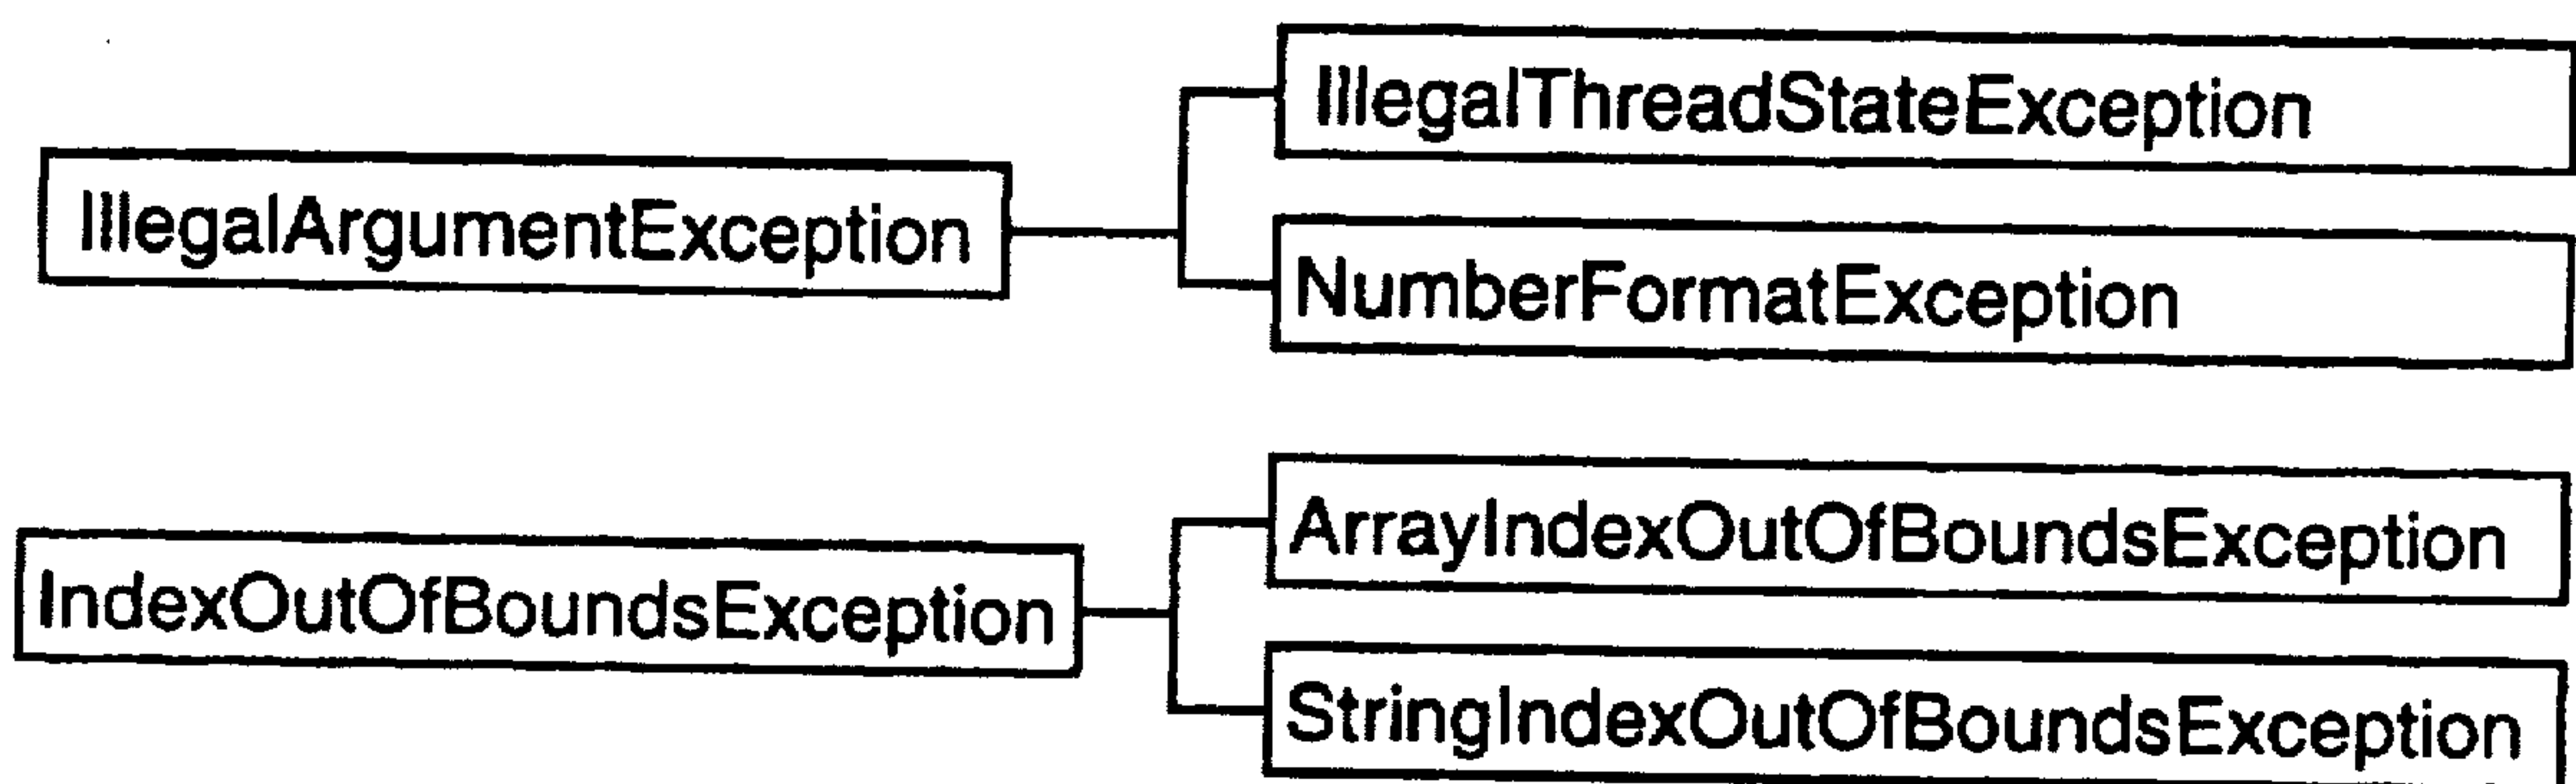 IllegalThreadStateException
IllegalArgumentException
NumberFormatException
ArrayIndexOutOfBoundsException
IndexOutOfBoundsException
StringIndexOutOfBoundsException